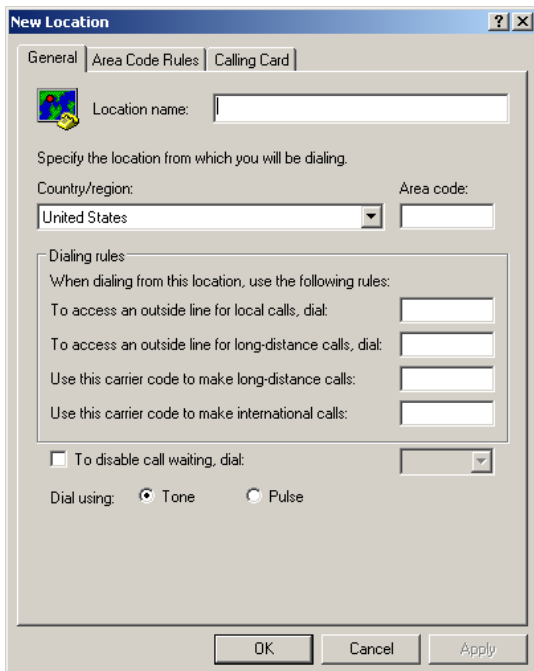 New Location
General Area Code Rules Calling Card
Location name:
Specify the location from which you will be dialing.
Country/region: Area code:
United States
Dialing rules
When dialing from this location, use the following rules:
To access an outside line for local calls, dial:
To access an outside line for long-distance calls, dial:
Use this carrier code to make long-distance calls:
Use this carrier code to make international calls:
To disable call waiting, dial:
Dial using: Tone Pulse
OK Cancel Apply